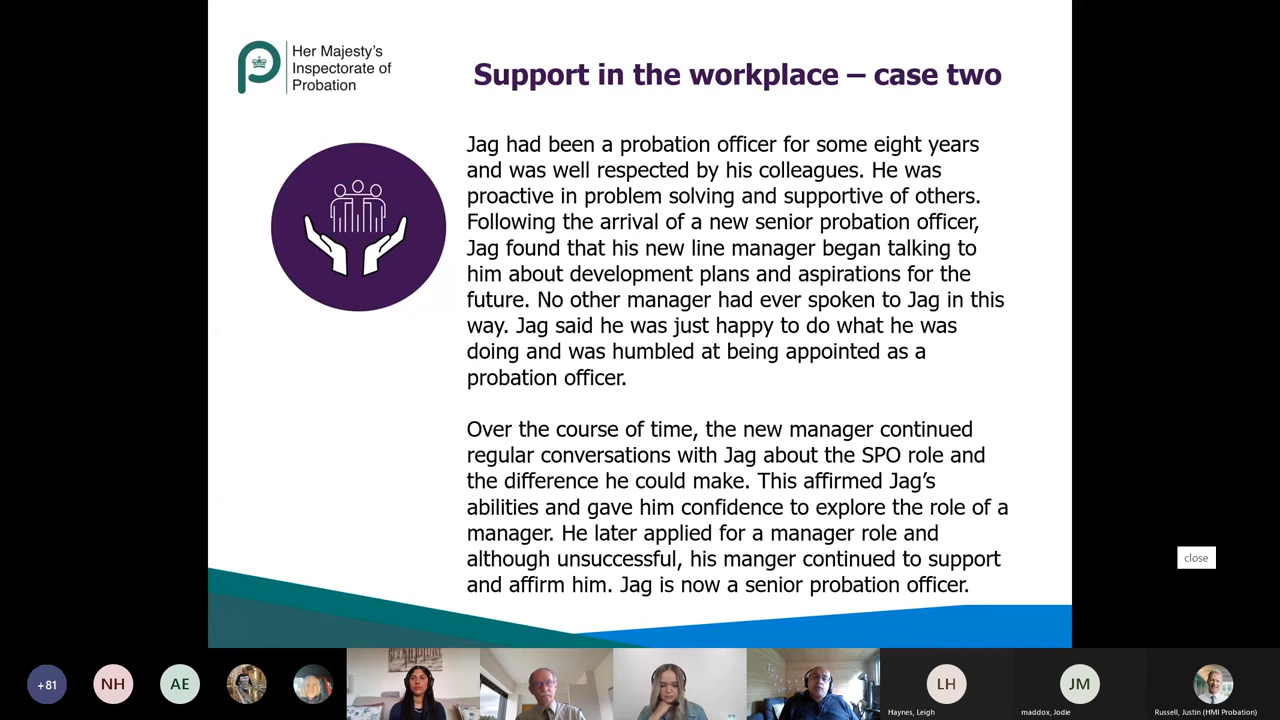 Her Majesty's
Inspectorate of
Probation
Support in the workplace – case two
Jag had been a probation officer for some eight years
and was well respected by his colleagues. He was
proactive in problem solving and supportive of others.
Following the arrival of a new senior probation officer,
Jag found that his new line manager began talking to
him about development plans and aspirations for the
future. No other manager had ever spoken to Jag in this
way. Jag said he was just happy to do what he was
doing and was humbled at being appointed as a
probation officer.
Over the course of time, the new manager continued
regular conversations with Jag about the SPO role and
the difference he could make. This affirmed Jag's
abilities and gave him confidence to explore the role of a
manager. He later applied for a manager role and
although unsuccessful, his manger continued to support
and affirm him. Jag is now a senior probation officer.
close
+81
NH
AE
LH
JM
Haynes, Leigh
maddox, Jodie
Russell, Justin (HMI Probation)